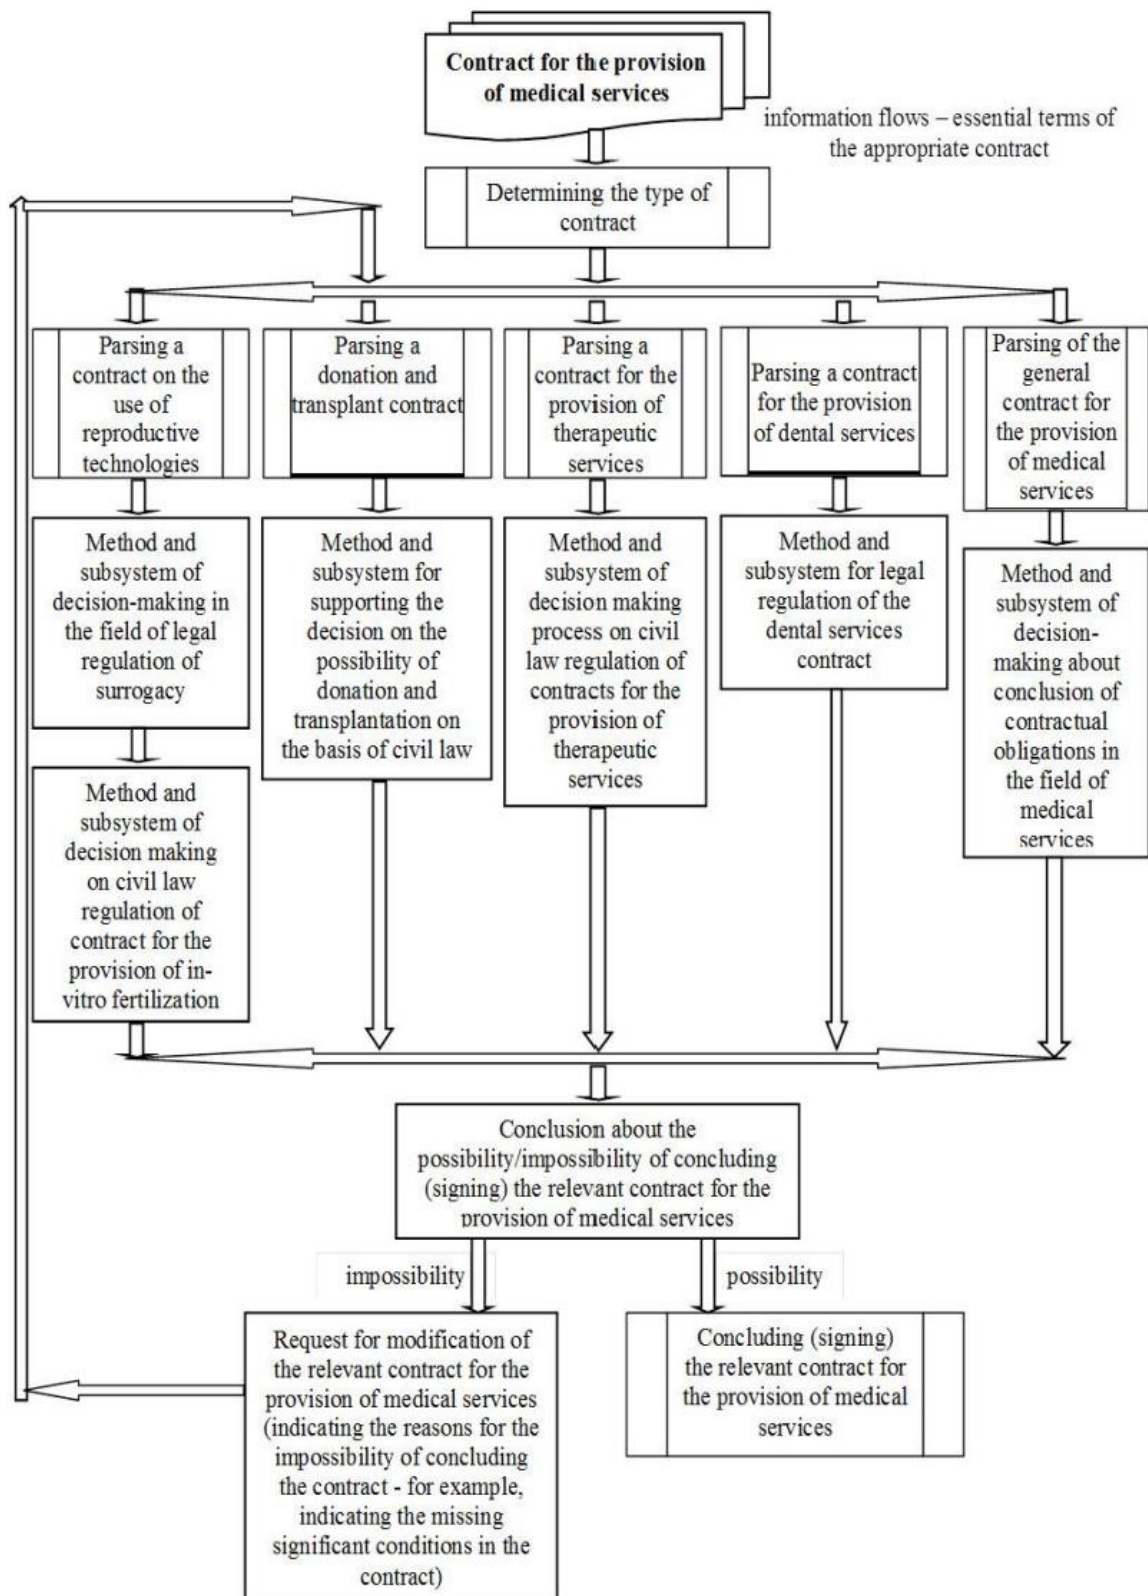 Contract for the provision
of medical services
information flows – essential terms of
the appropriate contract
Determining the type of
contract
Parsing a
contract on the
use of
reproductive
technologies
Parsing a
donation and
transplant contract
Parsing a
contract for the
provision of
therapeutic
services
Parsing a contract
for the provision
of dental services
Parsing of the
general
contract for
the provision
of medical
services
Method and
subsystem of
decision-making in
the field of legal
regulation of
surrogacy
Method and
subsystem for
supporting the
decision on the
possibility of
donation and
transplantation on
the basis of civil law
Method and
subsystem of
decision making
process on civil
law regulation of
contracts for the
provision of
therapeutic
services
Method and
subsystem for legal
regulation of the
dental services
contract
Method and
subsystem of
decision-
making about
conclusion of
contractual
obligations in
the field of
medical
services
Method and
subsystem of
decision making
on civil law
regulation of
contract for the
provision of in-
vitro fertilization
Conclusion about the
possibility/impossibility of concluding
(signing) the relevant contract for the
provision of medical services
impossibility
possibility
Request for modification of
the relevant contract for the
provision of medical services
(indicating the reasons for the
impossibility of concluding
the contract - for example,
indicating the missing
significant conditions in the
contract)
Concluding (signing)
the relevant contract for
the provision of medical
services